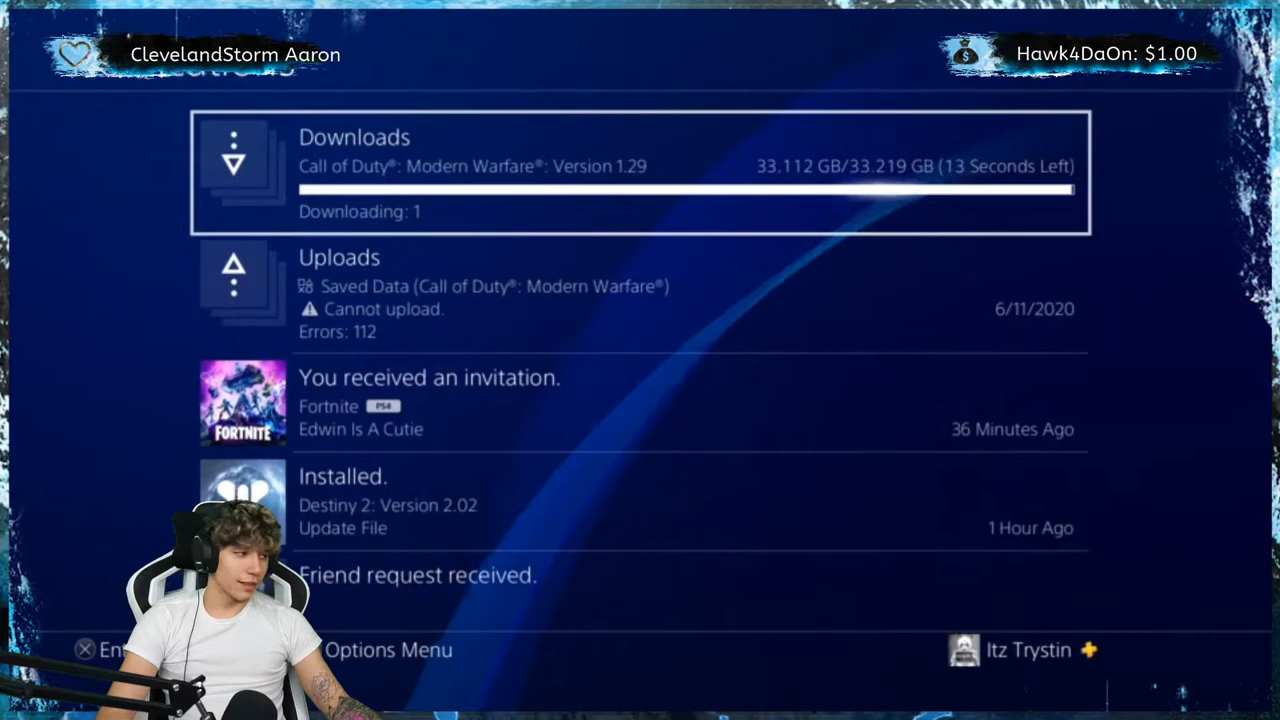 ClevelandStorm Aaron
Hawk4DaOn: $1.00
Downloads
Call of Duty®: Modern Warfare®: Version 1.29
33.112 GB/33.219 GB (13 Seconds Left)
Downloading: 1
Uploads
Saved Data (Call of Duty®: Modern Warfare®)
Cannot upload.
6/11/2020
Errors: 112
You received an invitation.
Fortnite PS4
Edwin Is A Cutie
36 Minutes Ago
FORTNITE
Installed.
Destiny 2: Version 2.02
Update File
1 Hour Ago
Friend request received.
Options Menu
Itz Trystin